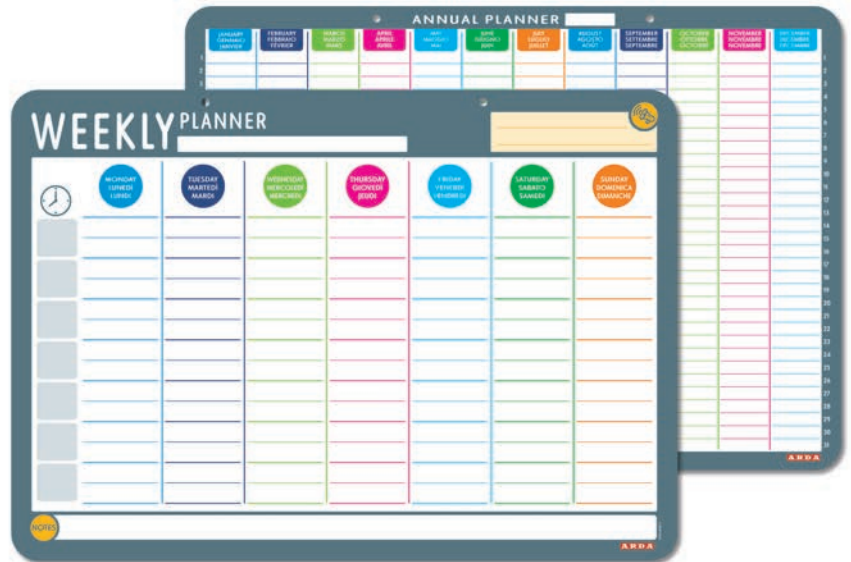 ANNUAL PLANNER
JANUARY
GENNAIO
JANVIER
FEBRUARY
FEBBRAIO
FÉVRIER
MARCH
MARZO
MARS
APRIL
APRILE
AVRIL
MAY
MAGGIO
MAI
JUNE
GIUGNO
JUIN
JULY
LUGLIO
JUILLET
AUGUST
AGOSTO
AOÛT
SEPTEMBER
SETTEMBRE
SEPTEMBRE
OCTOBER
OTTOBRE
OCTOBRE
NOVEMBER
NOVEMBRE
NOVEMBRE
DECEMBER
DICEMBRE
DÉCEMBRE
WEEKLY PLANNER
MONDAY
LUNEDÌ
LUNDI
TUESDAY
MARTEDÌ
MARDI
WEDNESDAY
MERCOLEDÌ
MERCREDI
THURSDAY
GIOVEDÌ
JEUDI
FRIDAY
VENERDÌ
VENDREDI
SATURDAY
SABATO
SAMEDI
SUNDAY
DOMENICA
DIMANCHE
NOTES
ARDA
ARDA